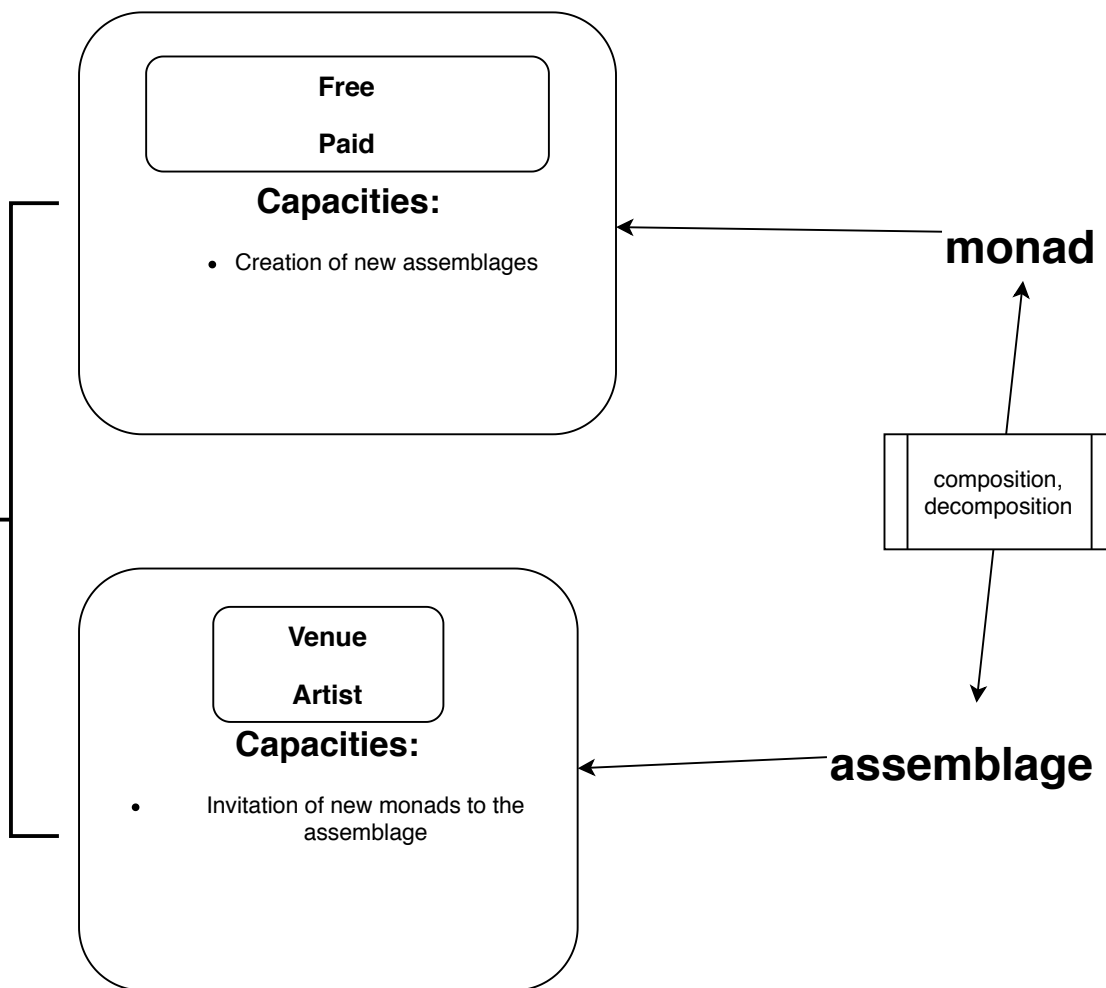 Free
Paid
Capacities:
• Creation of new assemblages
monad
composition,
decomposition
Venue
Artist
Capacities:
• Invitation of new monads to the
assemblage
assemblage